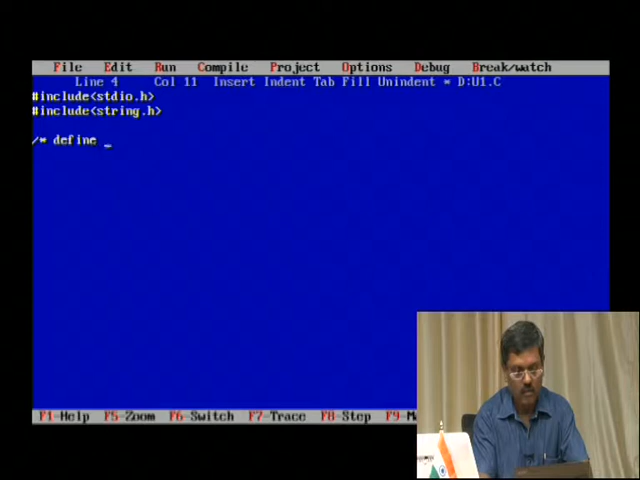 File Edit Run Compile Project Options Debug Break/watch
Line 4 Col 11 Insert Indent Tab Fill Unindent * D:U1.C
#include<stdio.h>
#include<string.h>
/* define _
F1-Help F5-Zoom F6-Switch F7-Trace F8-Step